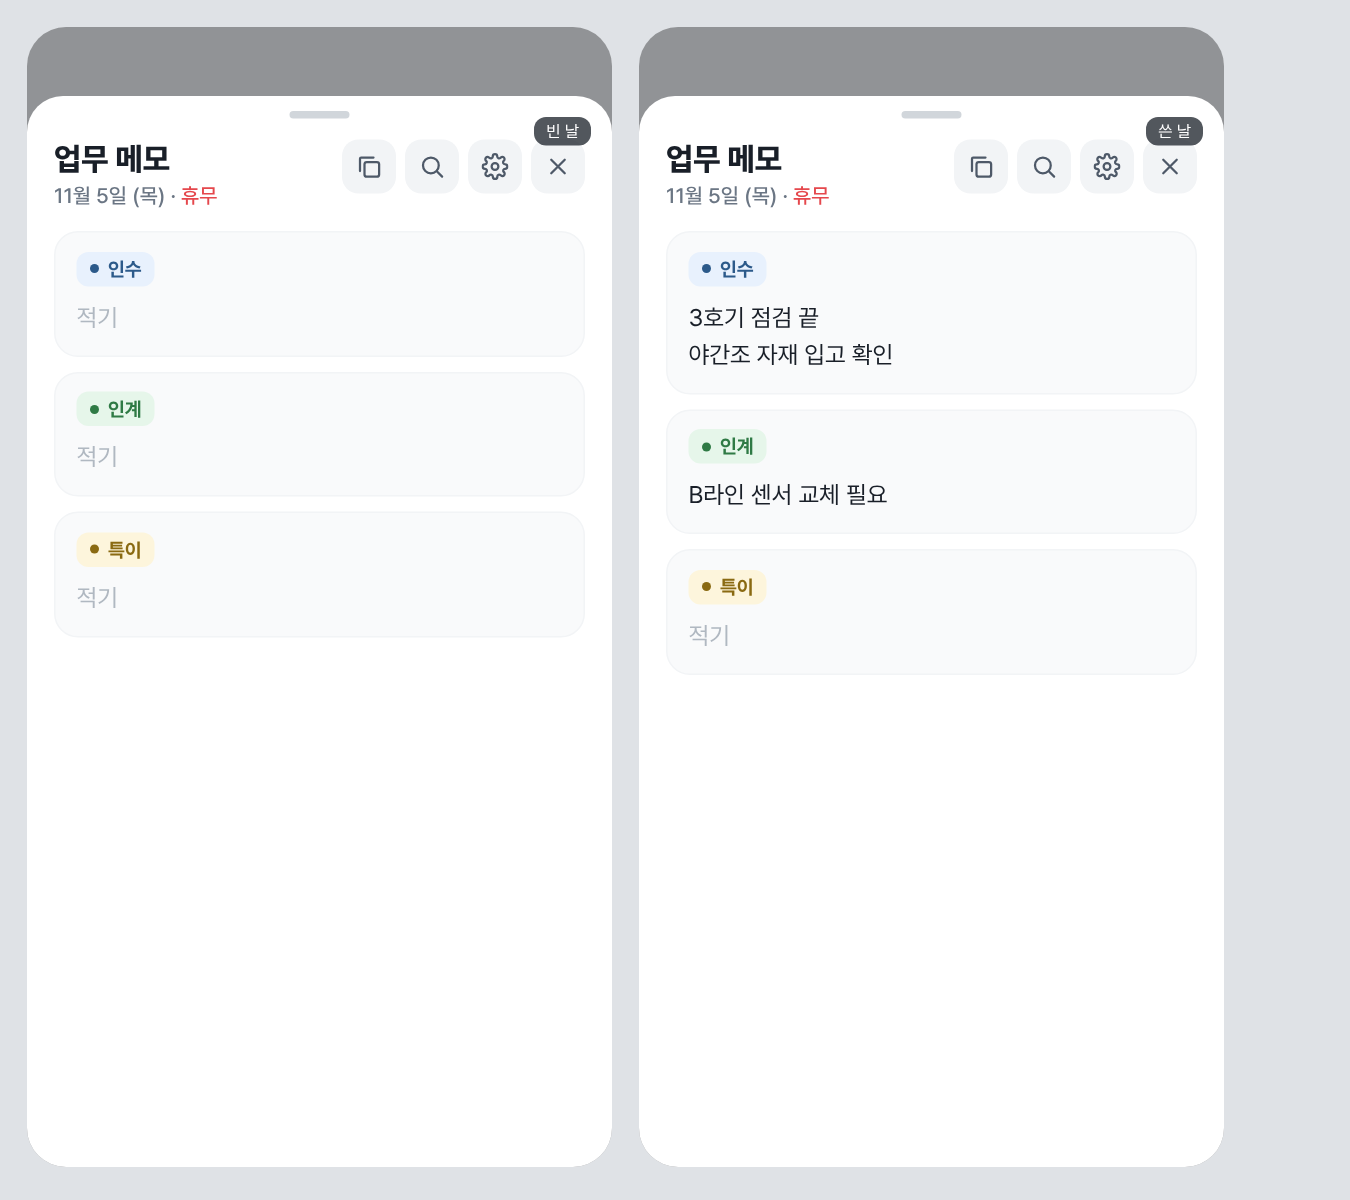 빈 날
업무 메모
11월 5일 (목) · 휴무
인수
적기
인계
적기
특이
적기
쓴 날
업무 메모
11월 5일 (목) · 휴무
인수
3호기 점검 끝
야간조 자재 입고 확인
인계
B라인 센서 교체 필요
특이
적기